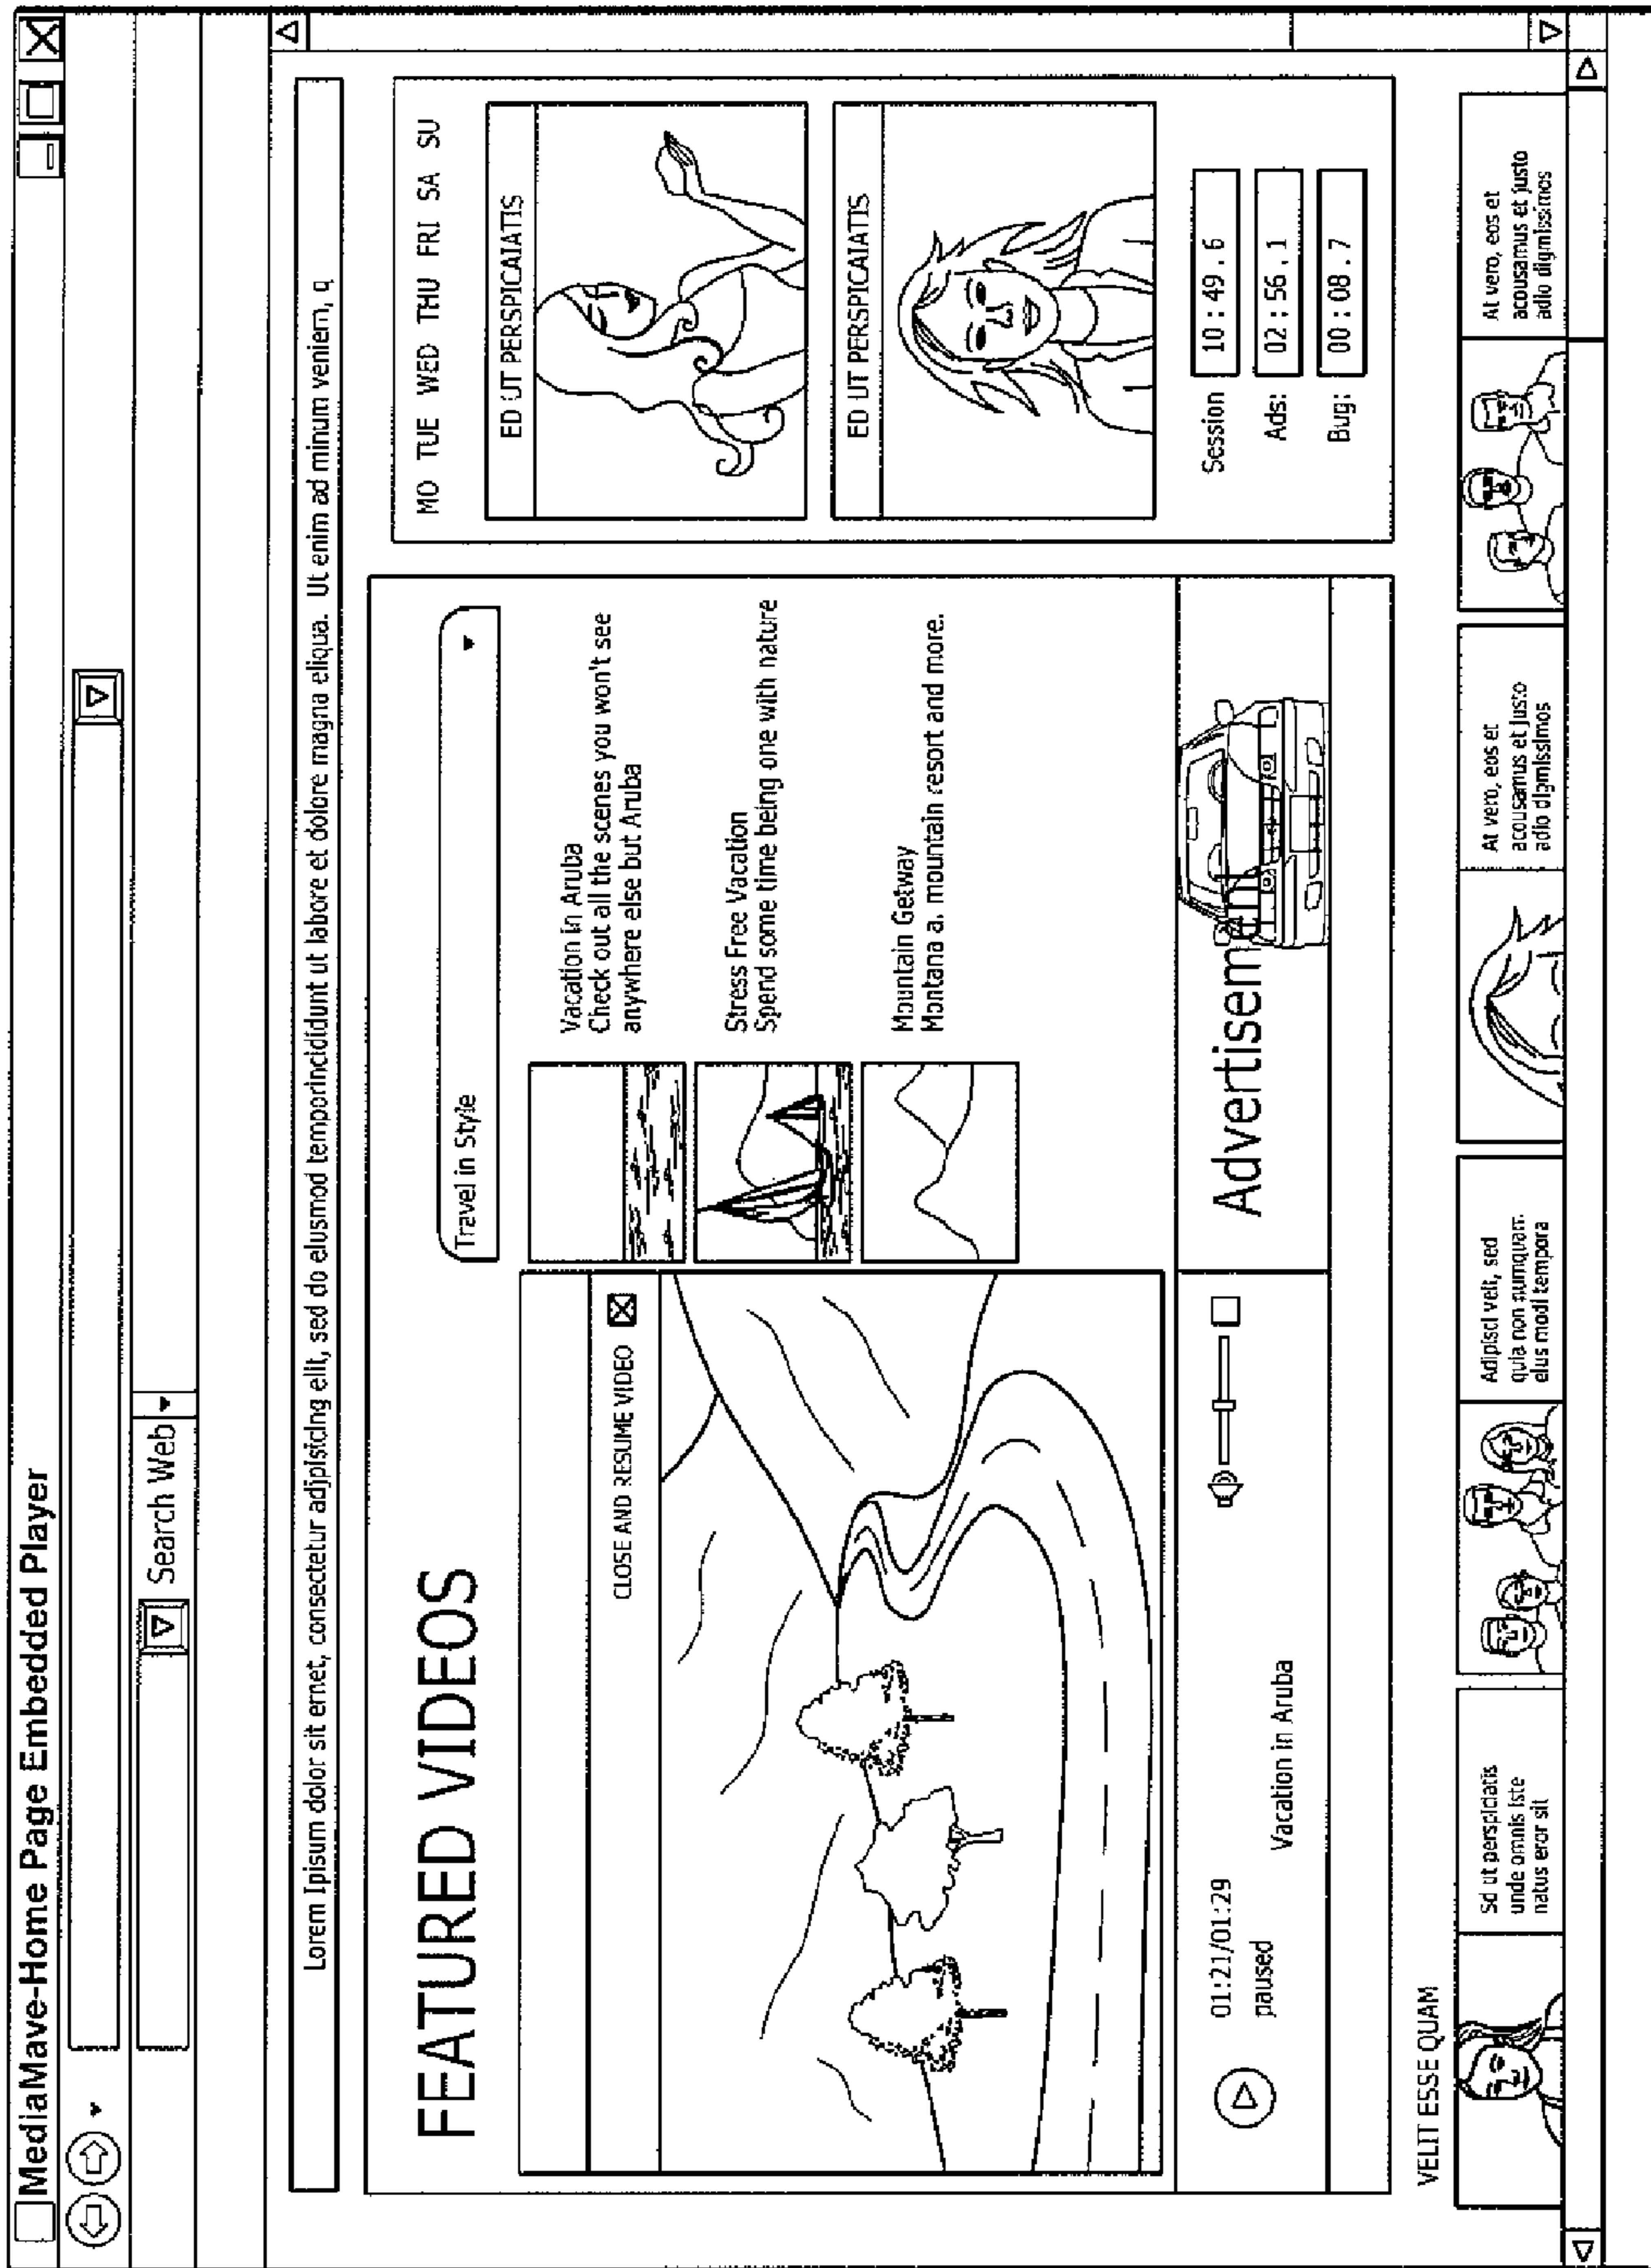 MediaMave-Home Page Embedded Player
Search Web
Lorem Ipisum dolor sit ernet, consectetur adjpisicing elit, sed do elusmod temporincididunt ut labore et dolore magna eliqua. Ut enim ad minum veniem, q
FEATURED VIDEOS
Travel in Style
CLOSE AND RESUME VIDEO
Vacation in Aruba
Check out all the scenes you won't see
anywhere else but Aruba
Stress Free Vacation
Spend some time being one with nature
Mountain Getway
Montana a. mountain resort and more.
01:21/01:29
paused
Vacation in Aruba
Advertisement
MO TUE WED THU FRI SA SU
ED UT PERSPICAIATIS
ED UT PERSPICAIATIS
Session 10:49.6
Ads: 02:56.1
Bug: 00:08.7
VELIT ESSE QUAM
Sd ut perspiciatis
unde omnis iste
natus eror sit
Adipisci velt, sed
quia non numquam.
elus modi tempora
At vero, eos et
acousamus et justo
adio digmissimos
At vero, eos et
acousamus et justo
adio digmissimos